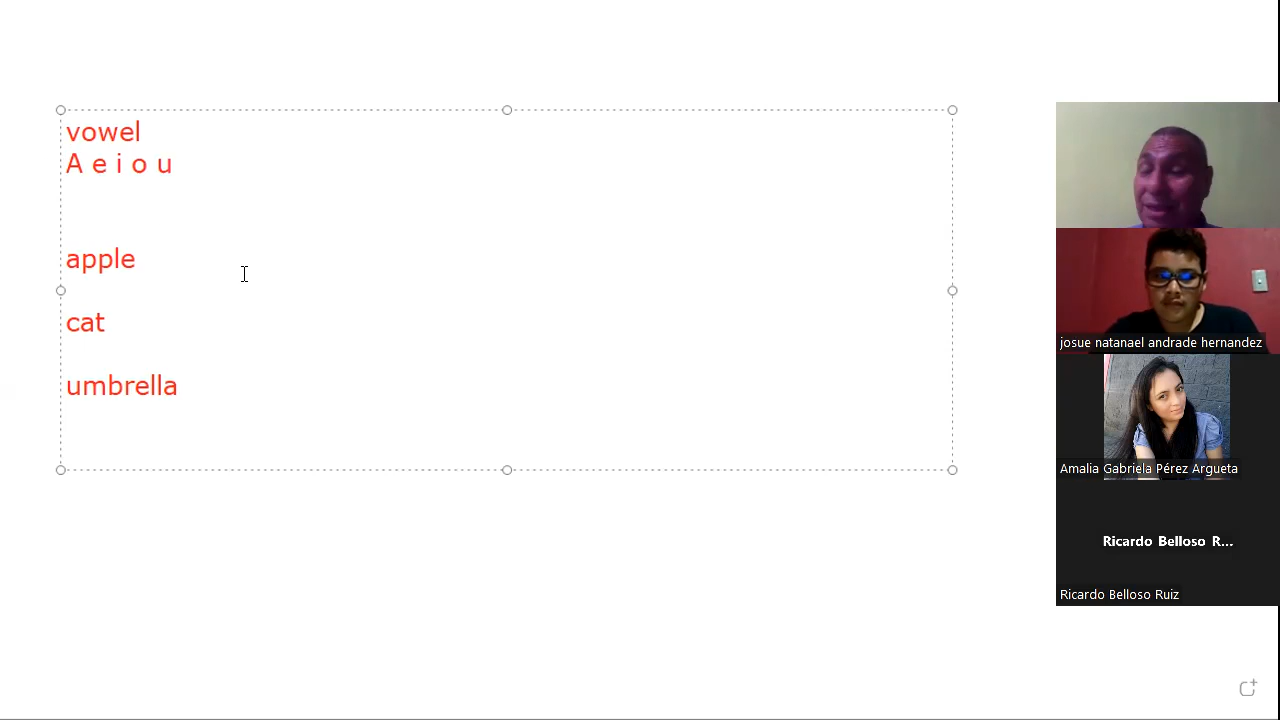 vowel
A e i o u
apple
cat
umbrella
josue natanael andrade hernandez
Amalia Gabriela Pérez Argueta
Ricardo Belloso R...
Ricardo Belloso Ruiz